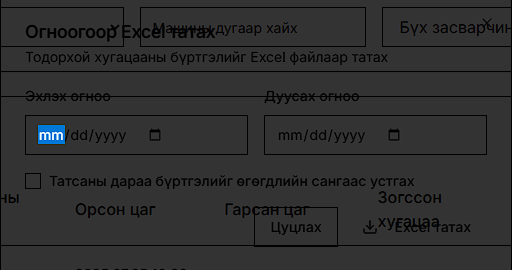 Огноогоор Excel татах
Машины дугаар хайх
Бүх засварчин
×
Тодорхой хугацааны бүртгэлийг Excel файлаар татах
Эхлэх огноо
Дуусах огноо
mm/dd/yyyy
mm/dd/yyyy
Татсаны дараа бүртгэлийг өгөгдлийн сангаас устгах
ны
Орсон цаг
Гарсан цаг
Зогссон
хугацаа
Цуцлах
Excel татах